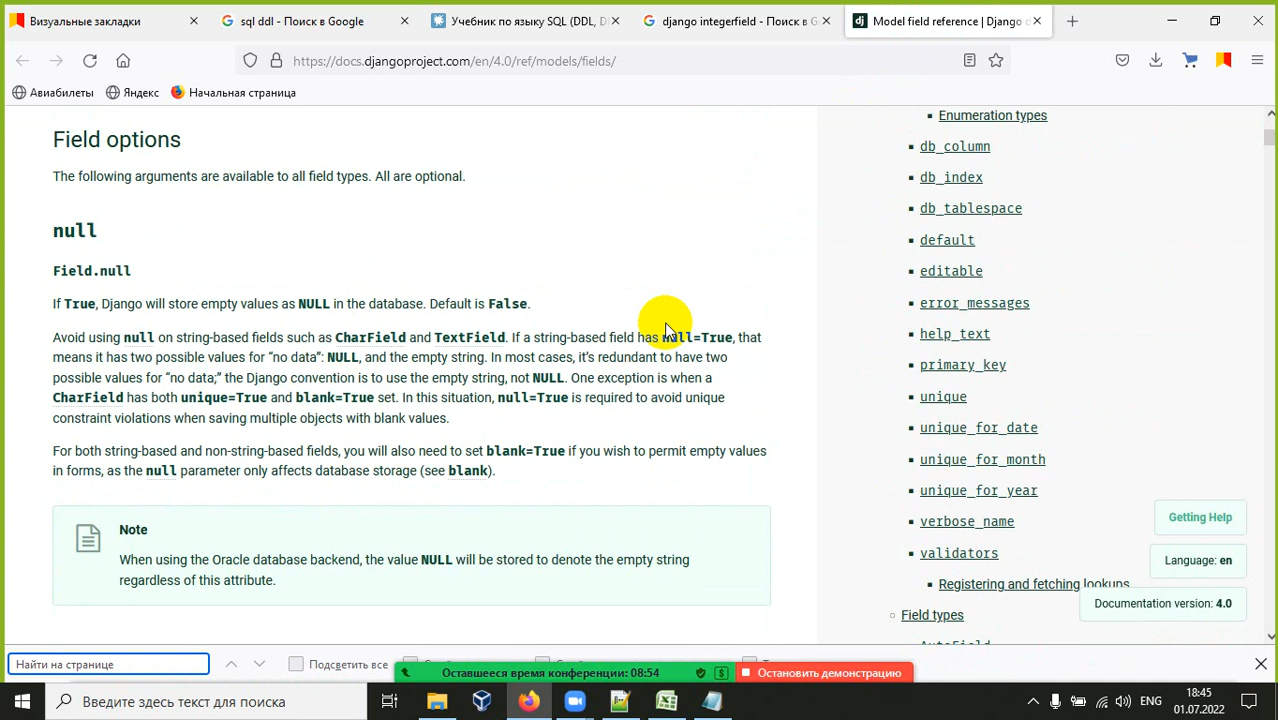 Визуальные закладки
sql ddl - Поиск в Google
Учебник по языку SQL (DDL, D
django integerfield - Поиск в G
Model field reference | Django d
https://docs.djangoproject.com/en/4.0/ref/models/fields/
Авиабилеты
Яндекс
Начальная страница
Field options
The following arguments are available to all field types. All are optional.
null
Field.null
If True, Django will store empty values as NULL in the database. Default is False.
Avoid using null on string-based fields such as CharField and TextField. If a string-based field has null=True, that
means it has two possible values for “no data”: NULL, and the empty string. In most cases, it’s redundant to have two
possible values for “no data;” the Django convention is to use the empty string, not NULL. One exception is when a
CharField has both unique=True and blank=True set. In this situation, null=True is required to avoid unique
constraint violations when saving multiple objects with blank values.
For both string-based and non-string-based fields, you will also need to set blank=True if you wish to permit empty values
in forms, as the null parameter only affects database storage (see blank).
Note
When using the Oracle database backend, the value NULL will be stored to denote the empty string
regardless of this attribute.
Enumeration types
db_column
db_index
db_tablespace
default
editable
error_messages
help_text
primary_key
unique
unique_for_date
unique_for_month
unique_for_year
verbose_name
validators
Registering and fetching lookups
Field types
Getting Help
Language: en
Documentation version: 4.0
Найти на странице
Подсветить все
Оставшееся время конференции: 08:54
Остановить демонстрацию
Введите здесь текст для поиска
ENG
18:45
01.07.2022